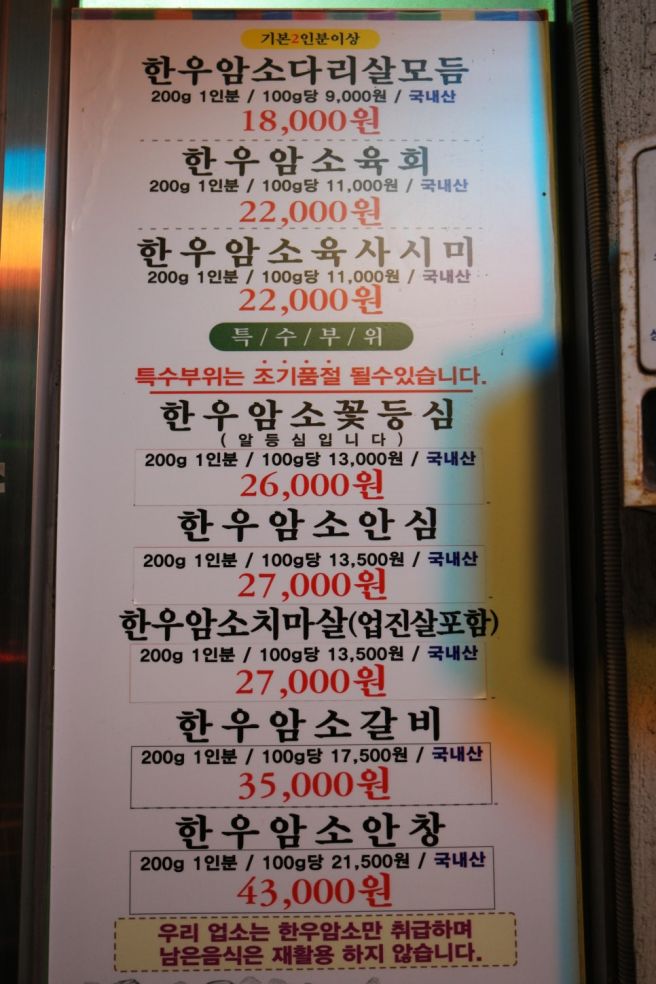 기본2인분이상
한우암소다리살모듬
200g 1인분 / 100g당 9,000원 / 국내산
18,000원
한우암소육회
200g 1인분 / 100g당 11,000원 / 국내산
22,000원
한우암소육사시미
200g 1인분 / 100g당 11,000원 / 국내산
22,000원
특/수/부/위
특수부위는 조기품절 될수있습니다.
한우암소꽃등심
(알등심입니다)
200g 1인분 / 100g당 13,000원 / 국내산
26,000원
한우암소안심
200g 1인분 / 100g당 13,500원 / 국내산
27,000원
한우암소치마살(업진살포함)
200g 1인분 / 100g당 13,500원 / 국내산
27,000원
한우암소갈비
200g 1인분 / 100g당 17,500원 / 국내산
35,000원
한우암소안창
200g 1인분 / 100g당 21,500원 / 국내산
43,000원
우리 업소는 한우암소만 취급하며
남은음식은 재활용 하지 않습니다.